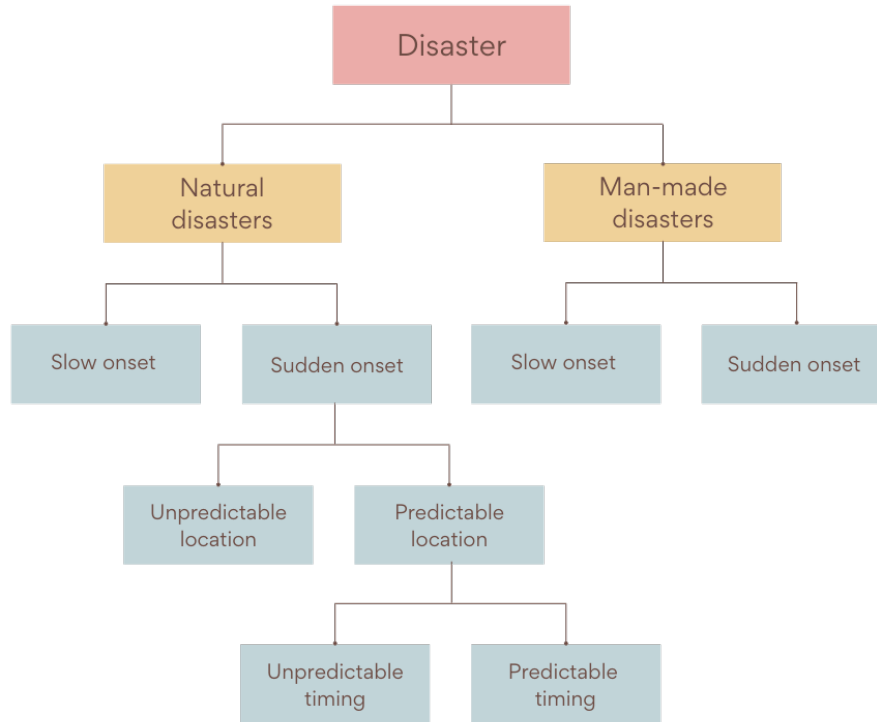 Disaster
Natural
disasters
Man-made
disasters
Slow onset
Sudden onset
Slow onset
Sudden onset
Unpredictable
location
Predictable
location
Unpredictable
timing
Predictable
timing